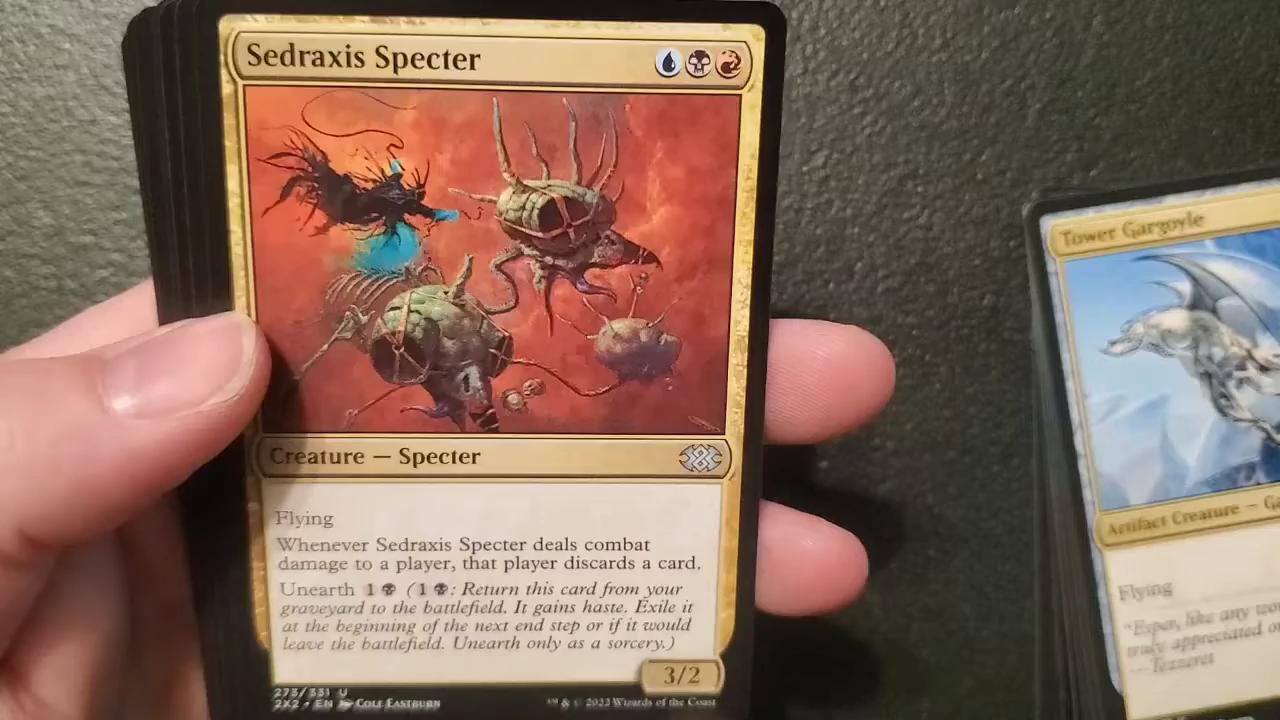 Sedraxis Specter
Creature — Specter
Flying
Whenever Sedraxis Specter deals combat
damage to a player, that player discards a card.
Unearth 1 (1 : Return this card from your
graveyard to the battlefield. It gains haste. Exile it
at the beginning of the next end step or if it would
leave the battlefield. Unearth only as a sorcery.)
3/2
273/331 U
2X2 • EN Cole Eastburn
™ & © 2022 Wizards of the Coast
Tower Gargoyle
Artifact Creature — Ga
Flying
"Esper, like any wo
truly appreciated o
—Tezzeret